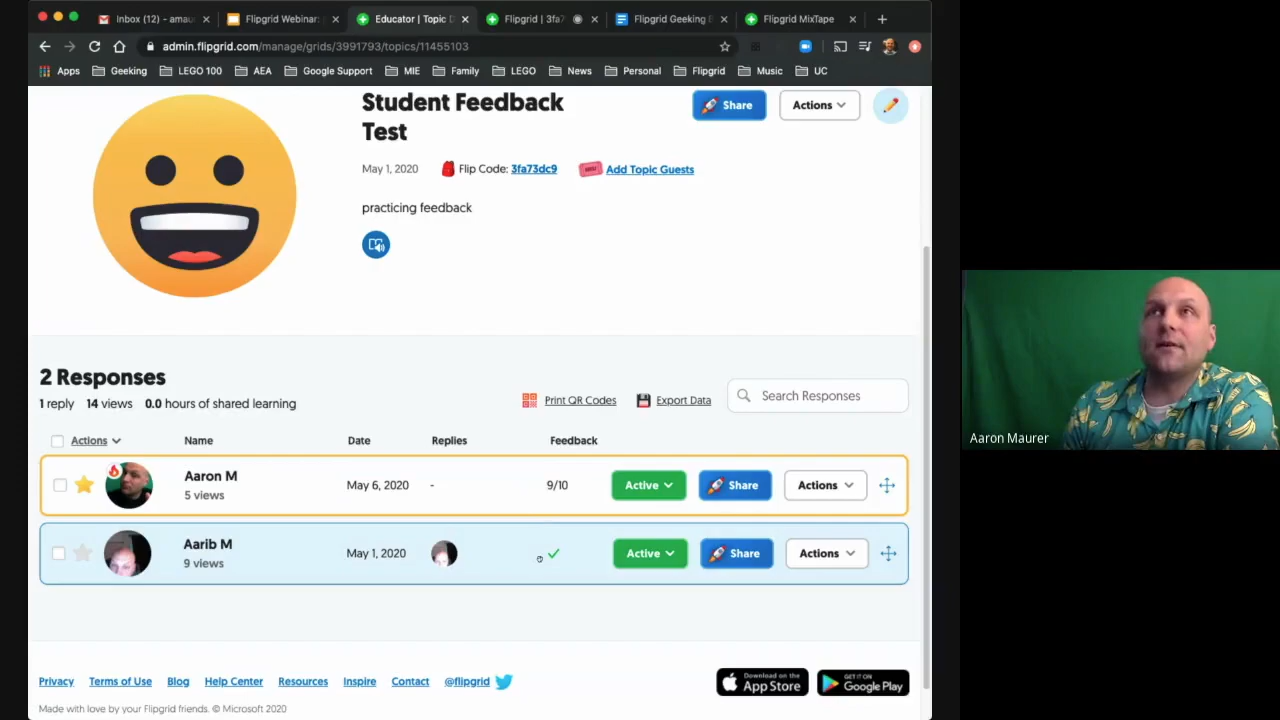 Inbox (12) - amau
Flipgrid Webinar:
Educator | Topic D
Flipgrid | 3fa7
Flipgrid Geeking E
Flipgrid MixTape
admin.flipgrid.com/manage/grids/3991793/topics/11455103
Apps Geeking LEGO 100 AEA Google Support MIE Family LEGO News Personal Flipgrid Music UC
Student Feedback
Test
Share Actions
May 1, 2020 Flip Code: 3fa73dc9 Add Topic Guests
practicing feedback
2 Responses
1 reply 14 views 0.0 hours of shared learning
Print QR Codes Export Data Search Responses
Actions Name Date Replies Feedback
Aaron M
5 views
May 6, 2020 - 9/10 Active Share Actions
Aarib M
9 views
May 1, 2020 Active Share Actions
Privacy Terms of Use Blog Help Center Resources Inspire Contact @flipgrid
Download on the
App Store
GET IT ON
Google Play
Made with love by your Flipgrid friends. © Microsoft 2020
Aaron Maurer